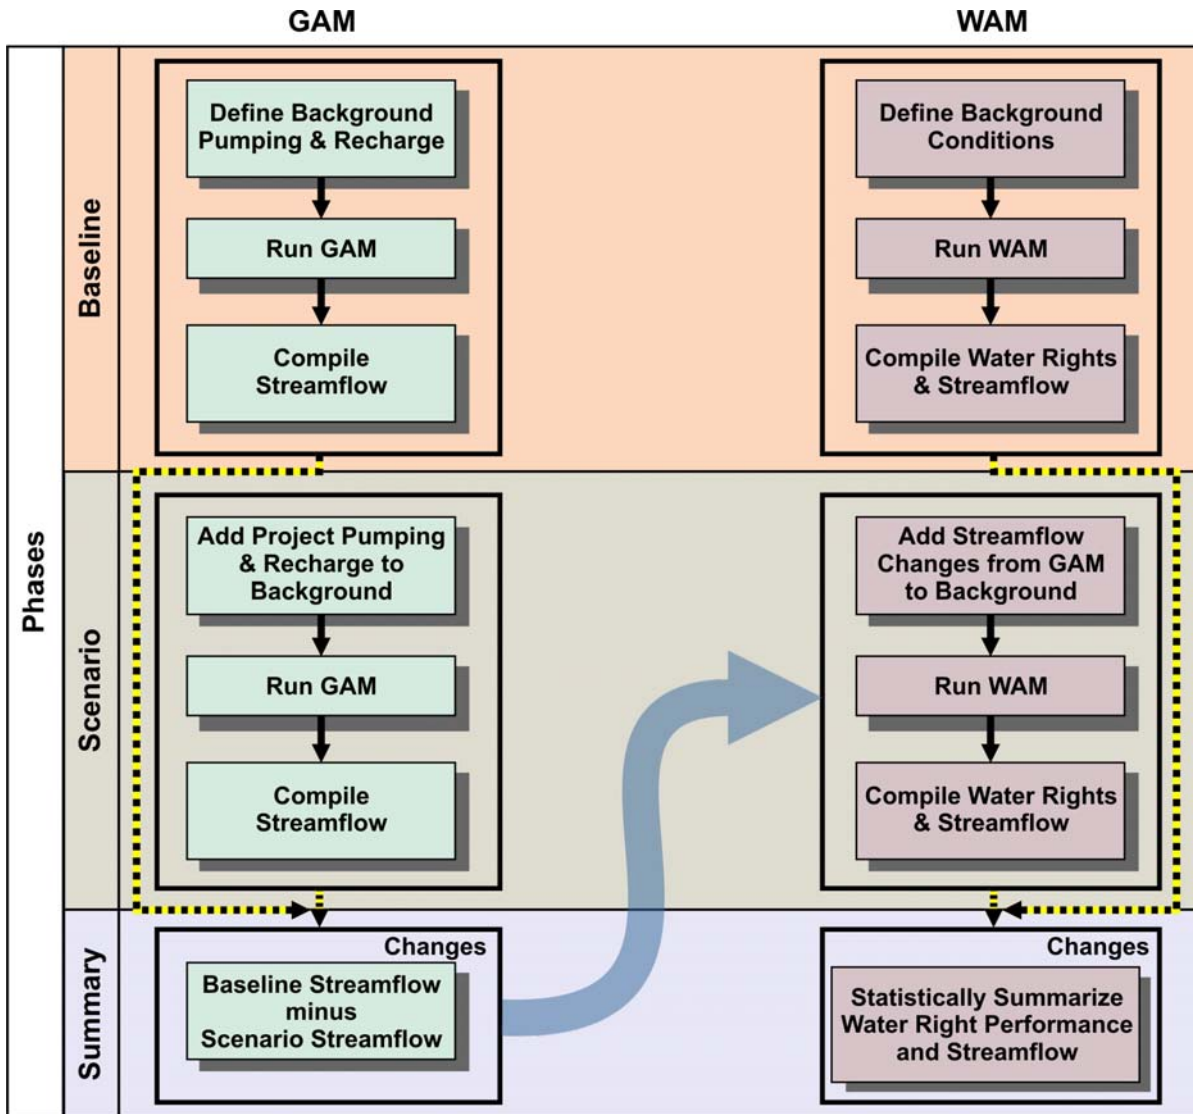 GAM
WAM
Phases
Baseline
Define Background
Pumping & Recharge
Run GAM
Compile
Streamflow
Define Background
Conditions
Run WAM
Compile Water Rights
& Streamflow
Scenario
Add Project Pumping
& Recharge to
Background
Run GAM
Compile
Streamflow
Add Streamflow
Changes from GAM
to Background
Run WAM
Compile Water Rights
& Streamflow
Summary
Changes
Baseline Streamflow
minus
Scenario Streamflow
Changes
Statistically Summarize
Water Right Performance
and Streamflow